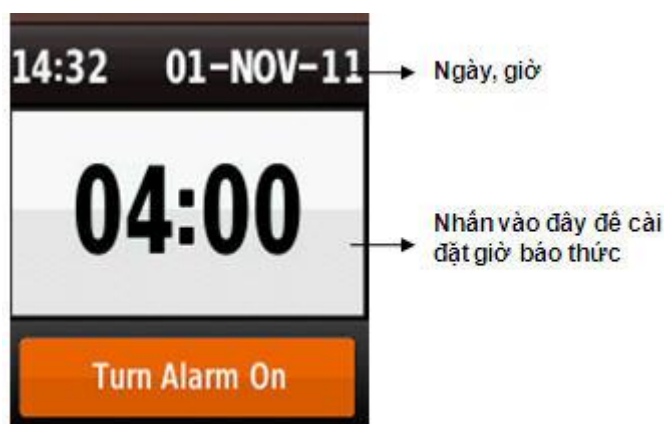 14:32 01-NOV-11
Ngày, giờ
04:00
Nhấn vào đây để cài
đặt giờ báo thức
Turn Alarm On